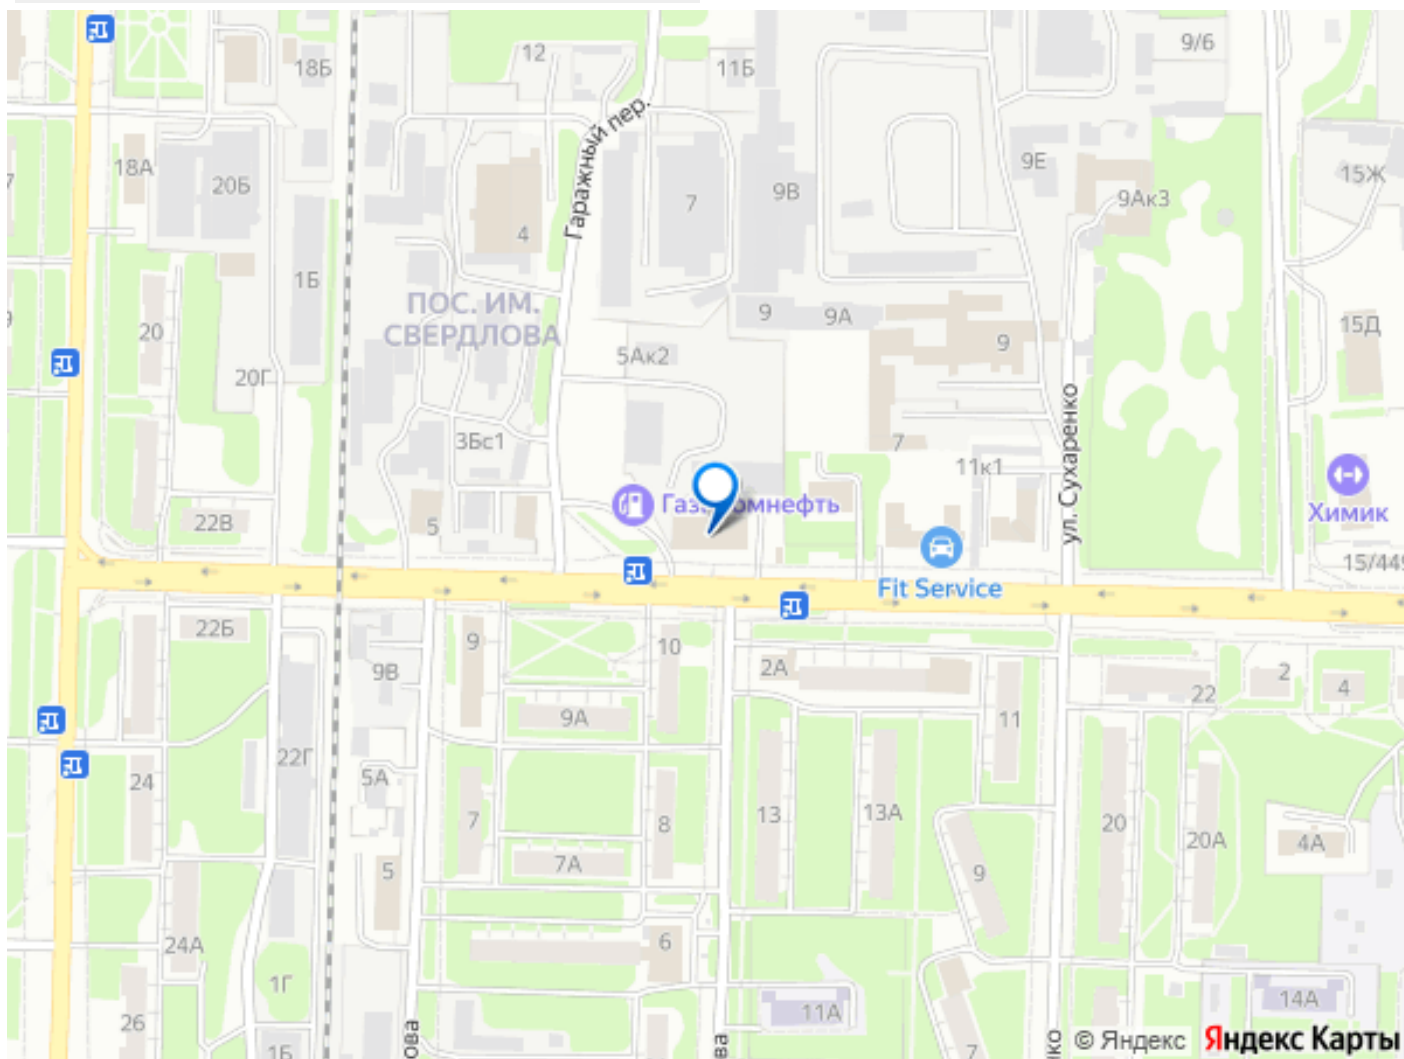 12
11Б
9/6
18Б
Гаражный пер.
18А
20Б
4
7
9В
9Е
9Ак3
15Ж
1Б
ПОС. ИМ.
СВЕРДЛОВА
9
9А
9
15Д
20
5Ак2
20Г
3Бс1
7
11к1
ул. Сухаренко
22В
5
Химик
Fit Service
15/449
22Б
9
10
2А
22
2
4
9В
9А
11
24
22Г
5А
7
8
13
13А
20
20А
4А
7А
5
9
24А
6
1Г
11А
14А
26
1Б
ова
ва
ко
7
© Яндекс
Яндекс Карты